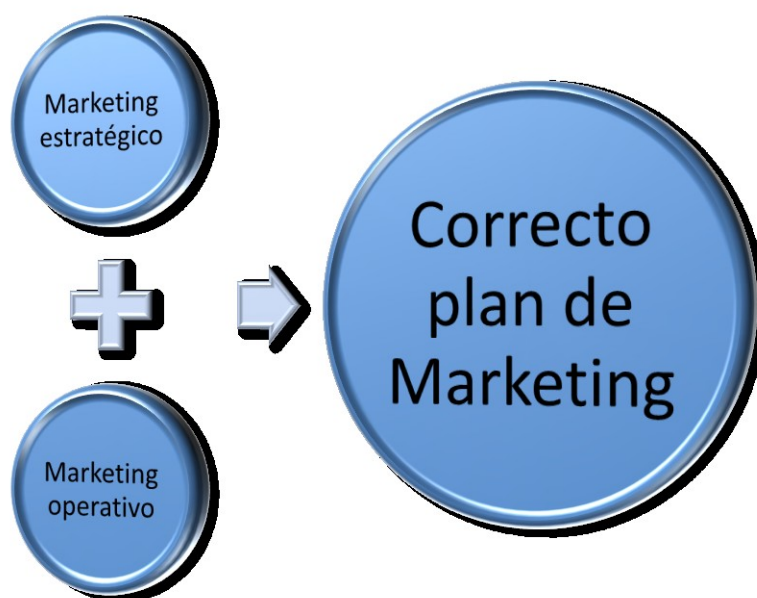 Marketing
estratégico
Marketing
operativo
Correcto
plan de
Marketing